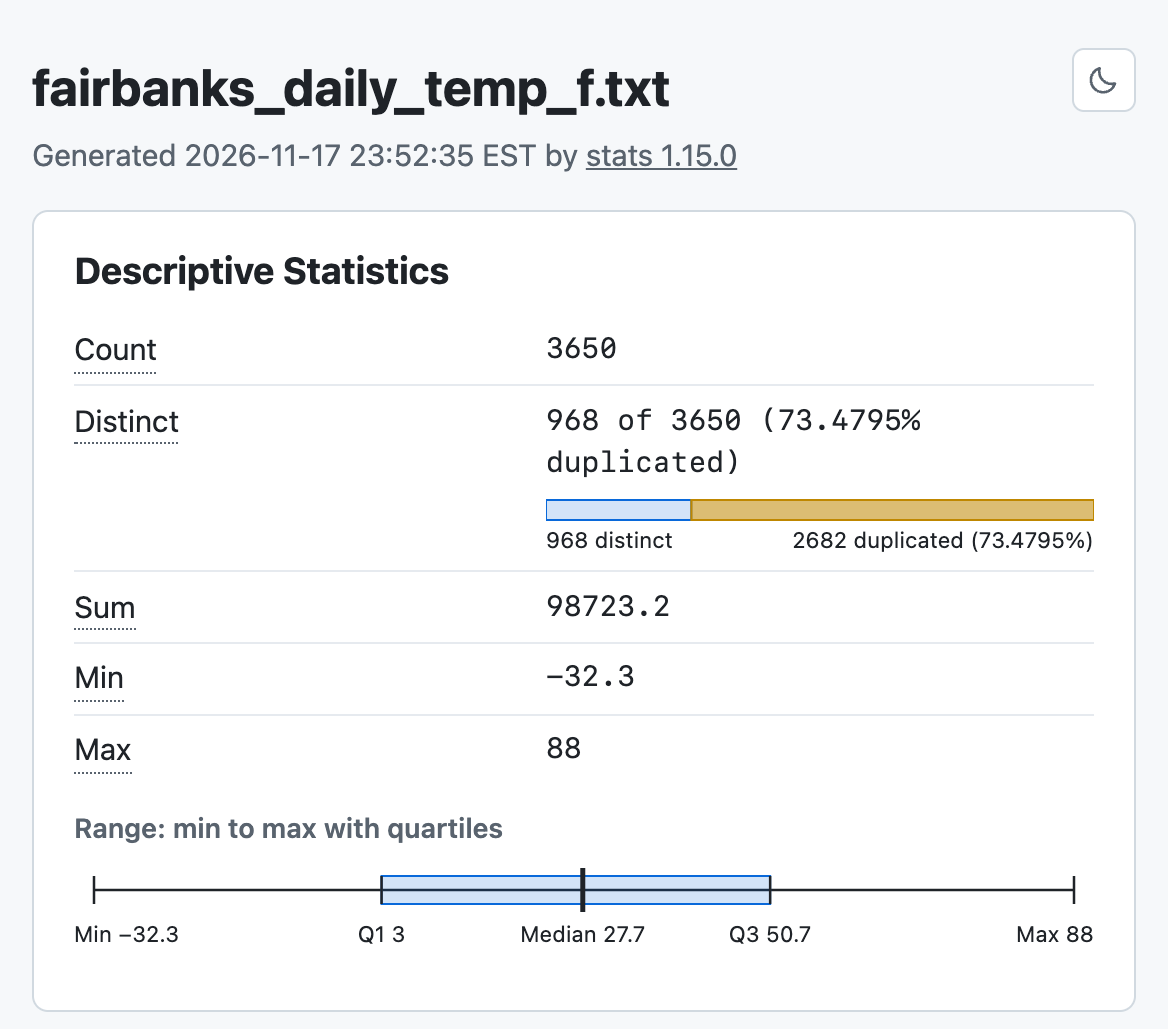 fairbanks_daily_temp_f.txt
Generated 2026-11-17 23:52:35 EST by stats 1.15.0
Descriptive Statistics
Count 3650
Distinct 968 of 3650 (73.4795%
duplicated)
968 distinct 2682 duplicated (73.4795%)
Sum 98723.2
Min −32.3
Max 88
Range: min to max with quartiles
Min −32.3 Q1 3 Median 27.7 Q3 50.7 Max 88